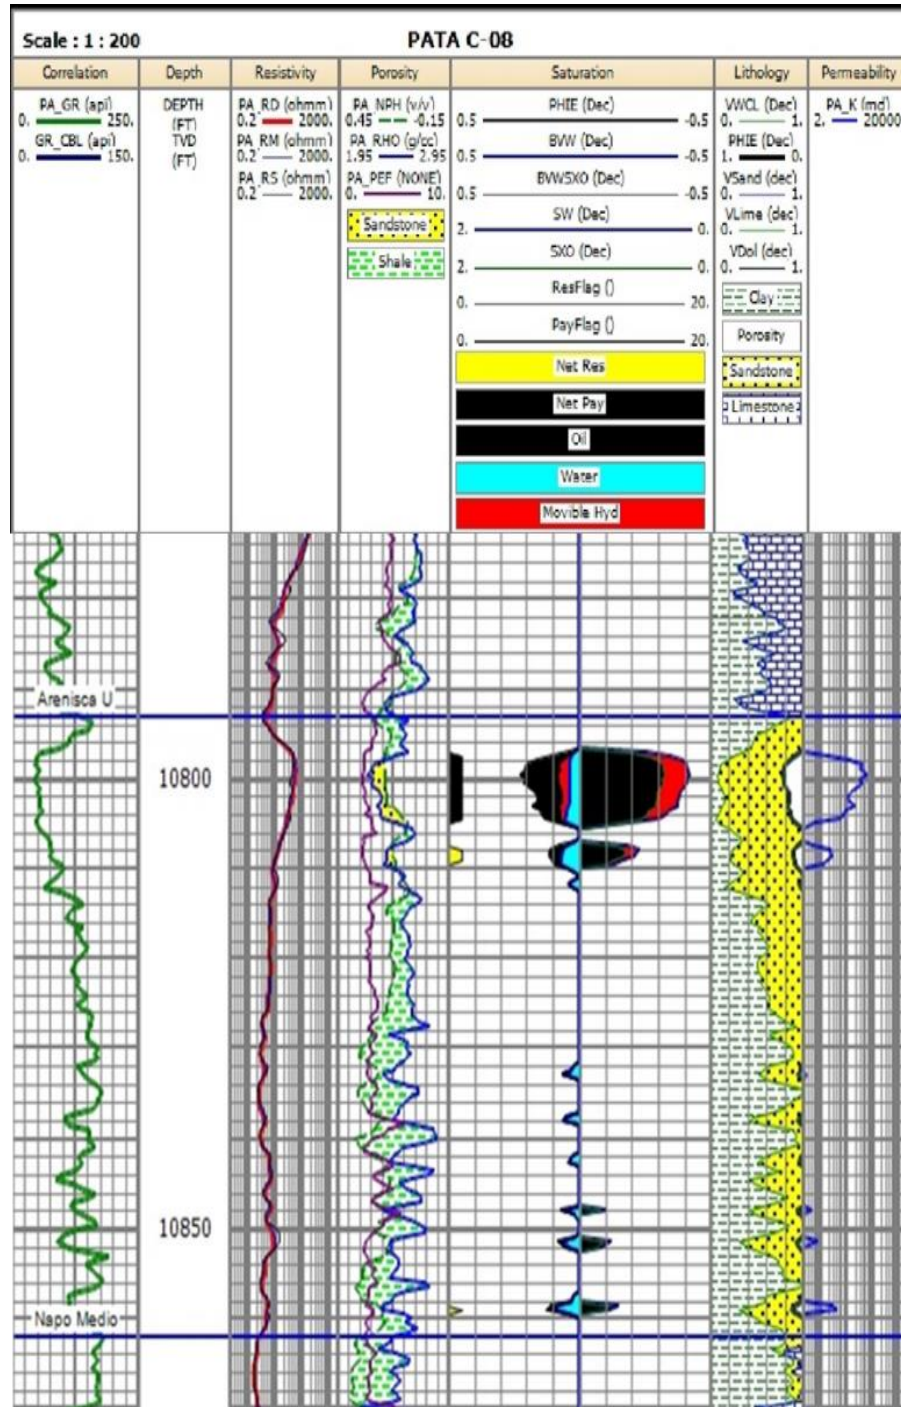 Scale : 1 : 200
PATA C-08
Correlation
Depth
Resistivity
Porosity
Saturation
Lithology
Permeability
PA_GR (api)
0. 250.
GR_CBL (api)
0. 150.
DEPTH
(FT)
TVD
(FT)
PA_RD (ohmm)
0.2 2000.
PA_RM (ohmm)
0.2 2000.
PA_RS (ohmm)
0.2 2000.
PA_NPH (v/v)
0.45 -0.15
PA_RHO (g/cc)
1.95 2.95
PA_PEF (NONE)
0. 10.
Sandstone
Shale
PHIE (Dec)
0.5 -0.5
BVW (Dec)
0.5 -0.5
BVWSXO (Dec)
0.5 -0.5
SW (Dec)
2. 0.
SXO (Dec)
2. 0.
ResFlag ()
0. 20.
PayFlag ()
0. 20.
Net Res
Net Pay
Oil
Water
Movible Hyd
VWCL (Dec)
0. 1.
PHIE (Dec)
1. 0.
VSand (dec)
0. 1.
VLime (dec)
0. 1.
VDol (dec)
0. 1.
Clay
Porosity
Sandstone
Limestone
PA_K (md)
2. 20000
Arenisca U
10800
10850
Napo Medio